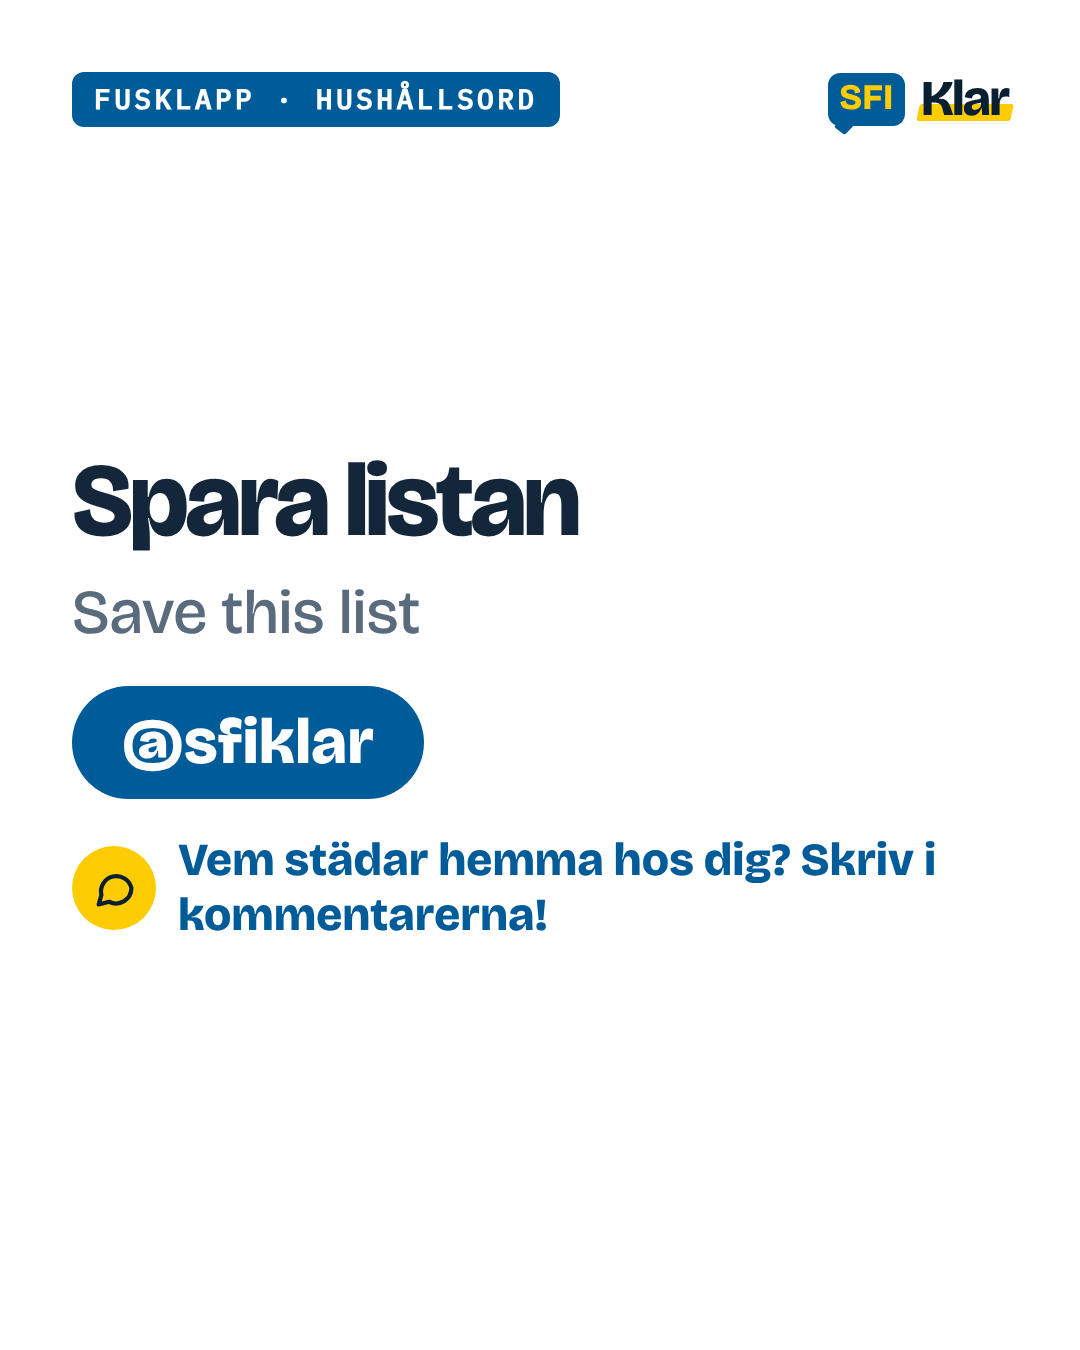 FUSKLAPP · HUSHÅLLSORD
SFI Klar
Spara listan
Save this list
@sfiklar
Vem städar hemma hos dig? Skriv i
kommentarerna!